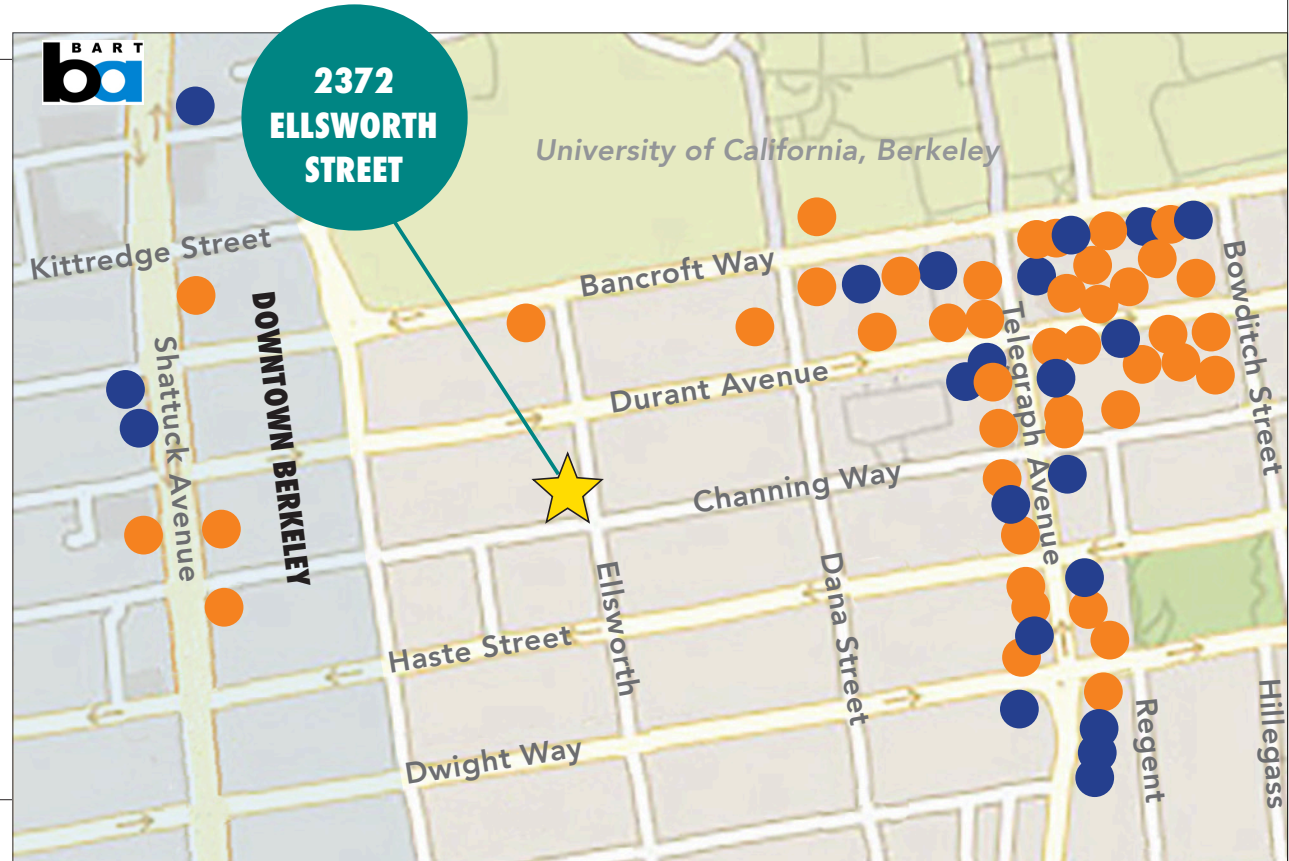 BART
ba
2372
ELLSWORTH
STREET
University of California, Berkeley
Kittredge Street
Bancroft Way
DOWNTOWN BERKELEY
Shattuck Avenue
Durant Avenue
Telegraph Avenue
Bowditch Street
Channing Way
Ellsworth
Dana Street
Haste Street
Dwight Way
Regent
Hillegass